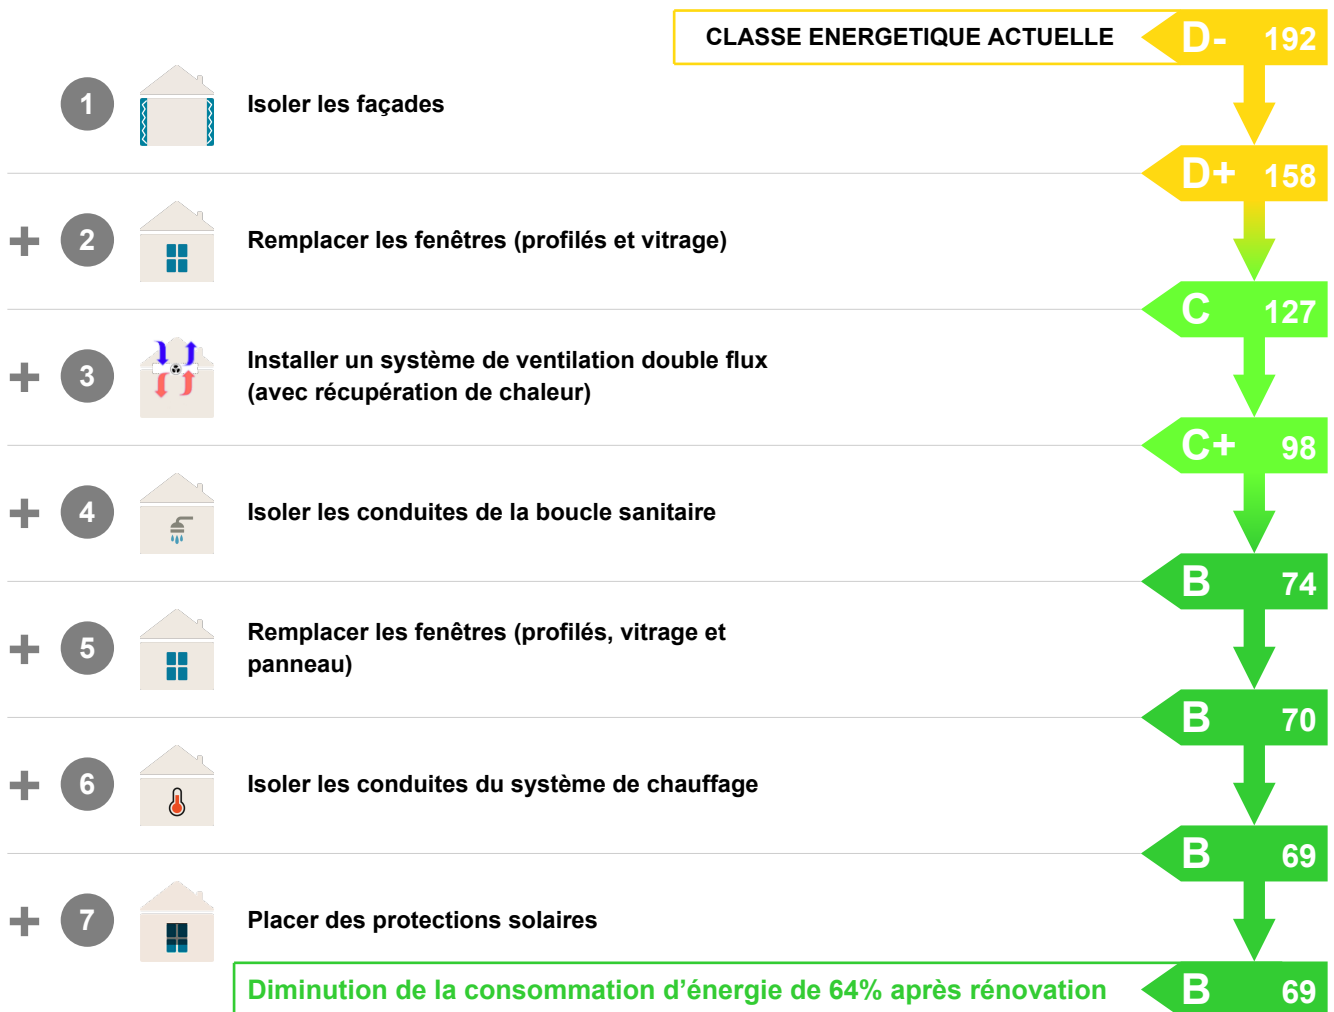 CLASSE ENERGETIQUE ACTUELLE D- 192
1 Isoler les façades
D+ 158
+ 2 Remplacer les fenêtres (profilés et vitrage)
C 127
+ 3 Installer un système de ventilation double flux
(avec récupération de chaleur)
C+ 98
+ 4 Isoler les conduites de la boucle sanitaire
B 74
+ 5 Remplacer les fenêtres (profilés, vitrage et
panneau)
B 70
+ 6 Isoler les conduites du système de chauffage
B 69
+ 7 Placer des protections solaires
Diminution de la consommation d’énergie de 64% après rénovation B 69